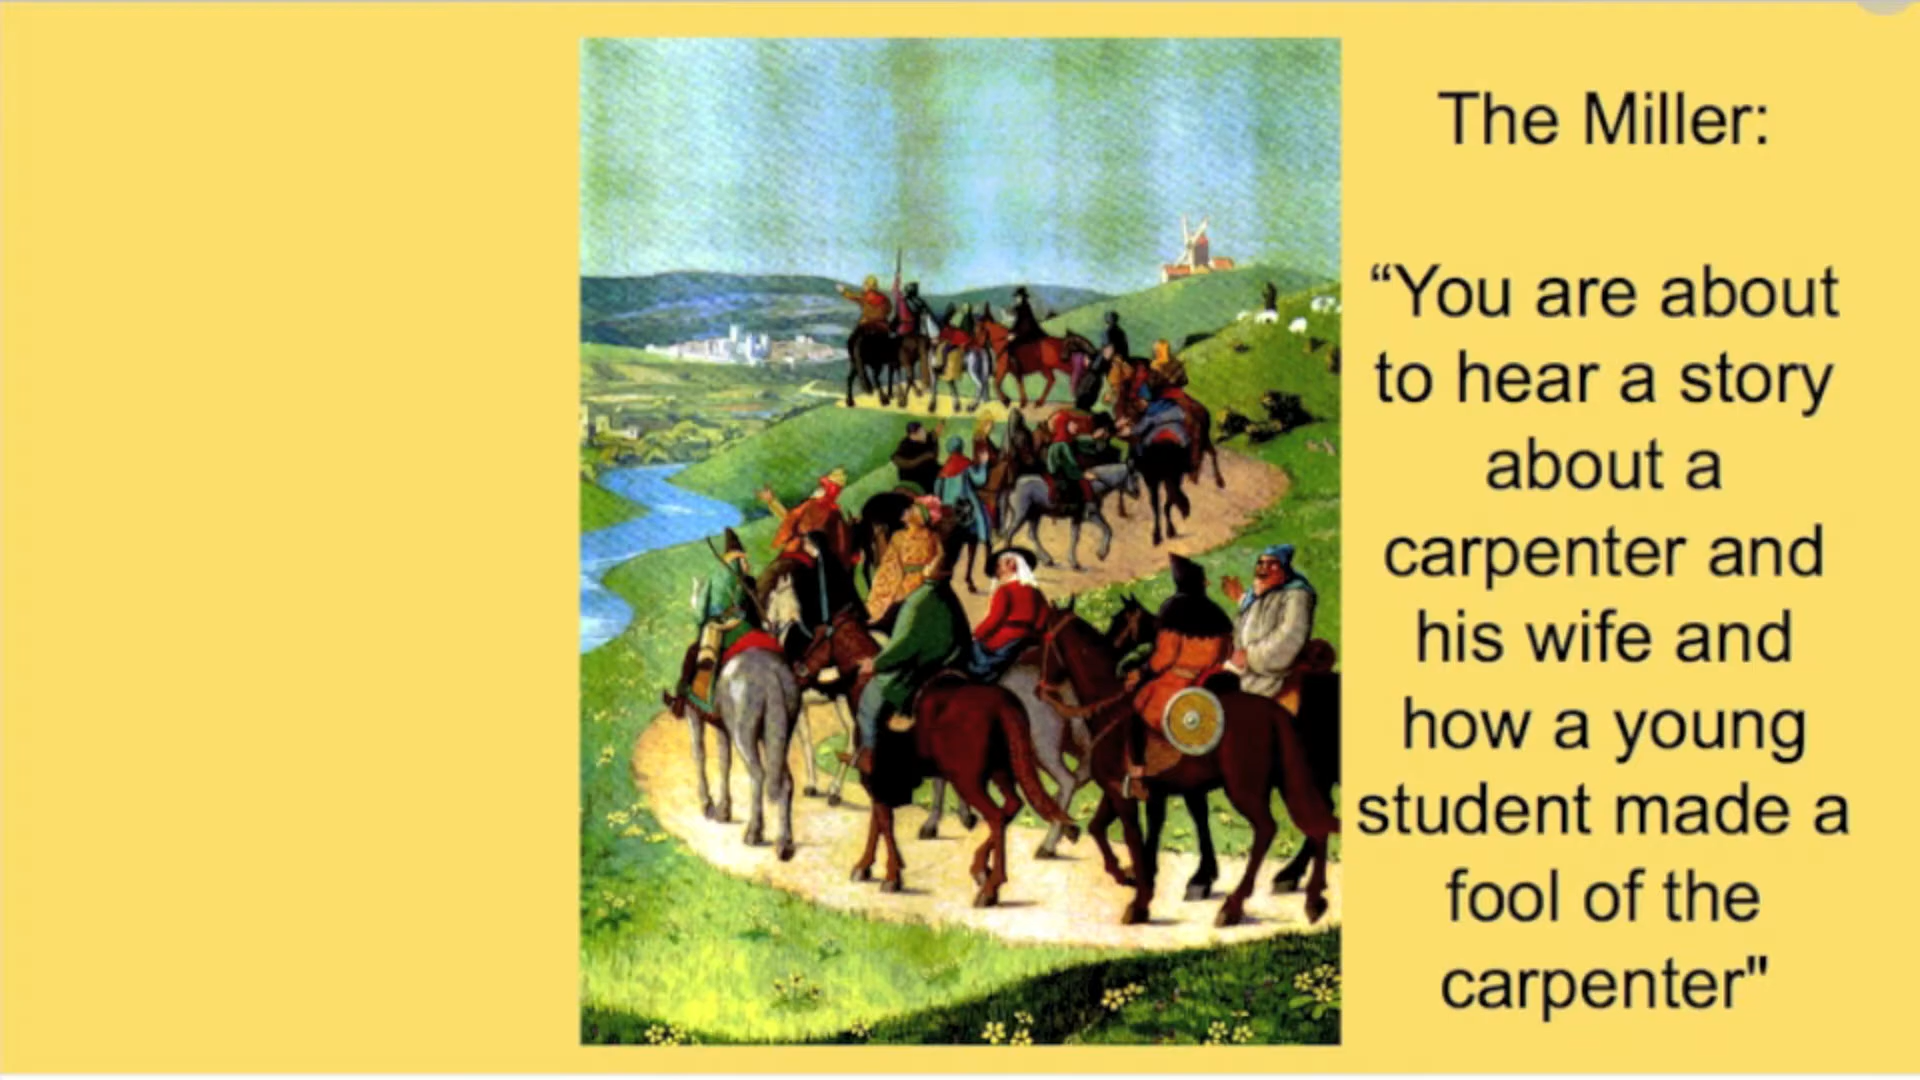 The Miller:
“You are about
to hear a story
about a
carpenter and
his wife and
how a young
student made a
fool of the
carpenter"